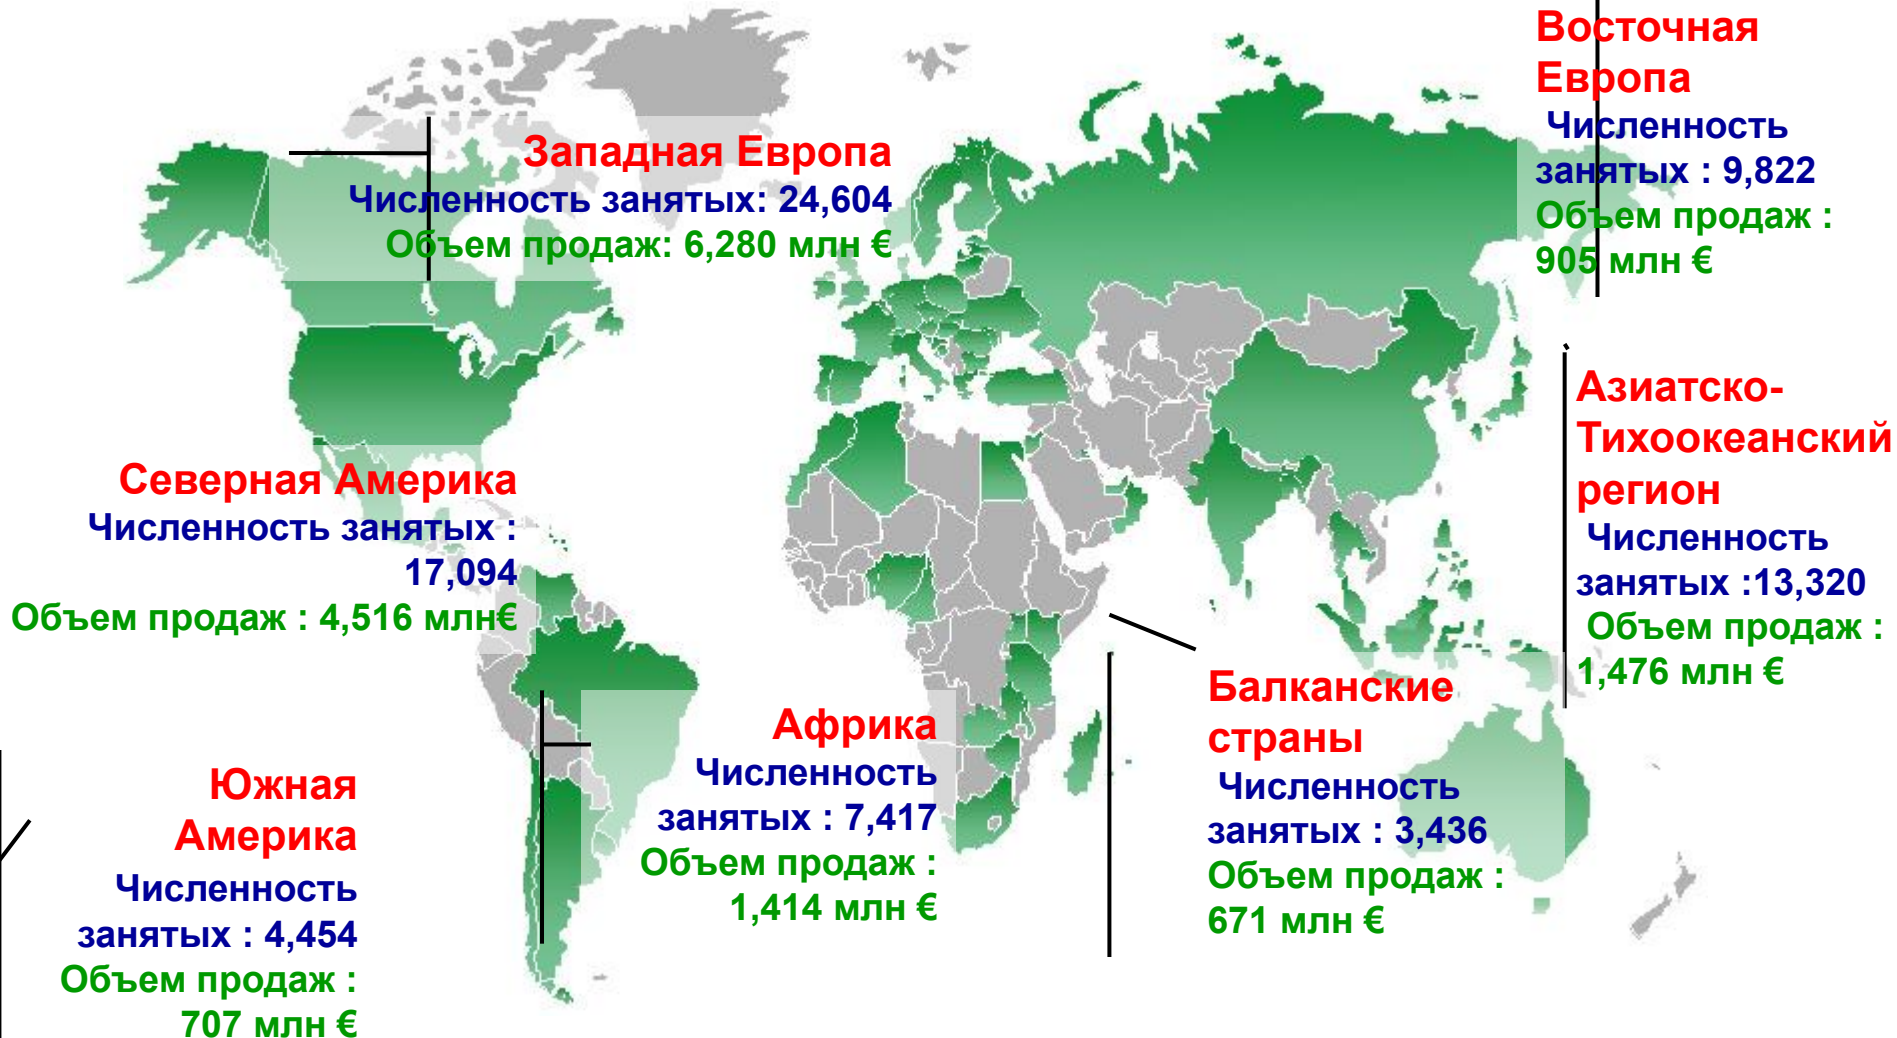 Западная Европа
Численность занятых: 24,604
Объем продаж: 6,280 млн €
Восточная
Европа
Численность
занятых : 9,822
Объем продаж :
905 млн €
Северная Америка
Численность занятых :
17,094
Объем продаж : 4,516 млн€
Азиатско-
Тихоокеанский
регион
Численность
занятых :13,320
Объем продаж :
1,476 млн €
Южная
Америка
Численность
занятых : 4,454
Объем продаж :
707 млн €
Африка
Численность
занятых : 7,417
Объем продаж :
1,414 млн €
Балканские
страны
Численность
занятых : 3,436
Объем продаж :
671 млн €